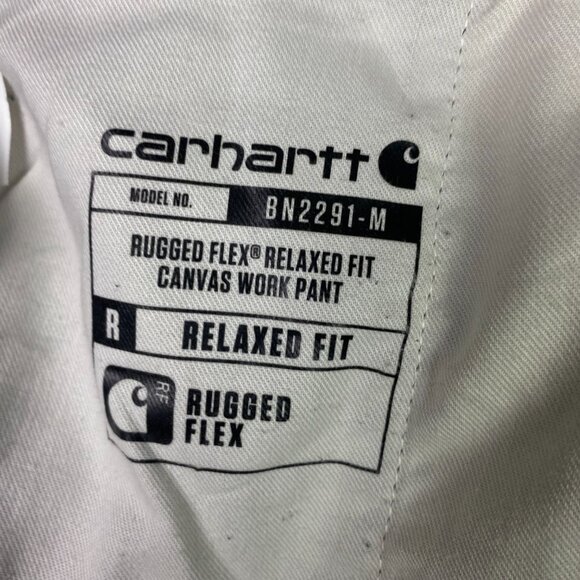 carhartt
MODEL NO. BN2291-M
RUGGED FLEX® RELAXED FIT
CANVAS WORK PANT
R RELAXED FIT
RF
RUGGED
FLEX